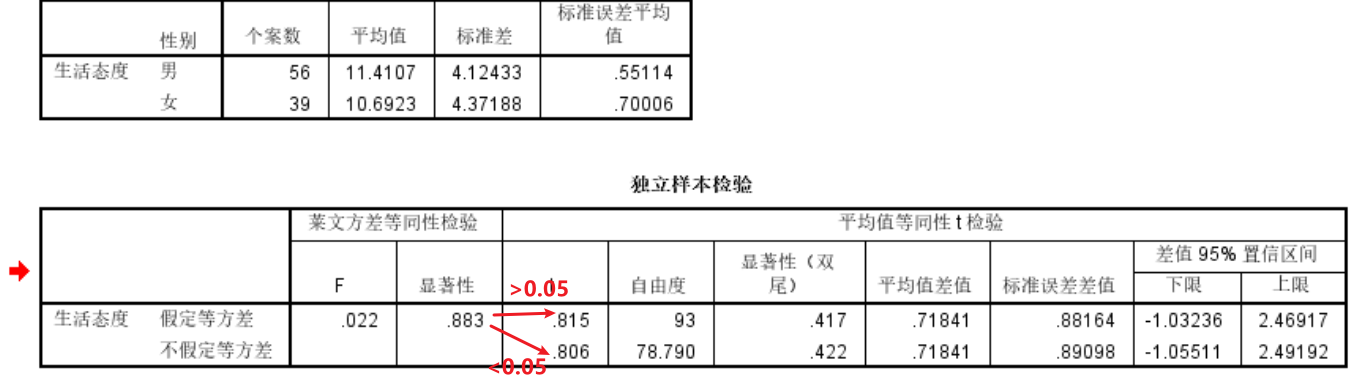 标准误差平均
性别 个案数 平均值 标准差 值
生活态度 男 56 11.4107 4.12433 .55114
女 39 10.6923 4.37188 .70006
独立样本检验
莱文方差等同性检验 平均值等同性 t 检验
显著性（双 差值 95% 置信区间
F 显著性 >0.05 自由度 尾） 平均值差值 标准误差差值 下限 上限
生活态度 假定等方差 .022 .883 .815 93 .417 .71841 .88164 -1.03236 2.46917
不假定等方差 .806 78.790 .422 .71841 .89098 -1.05511 2.49192
<0.05